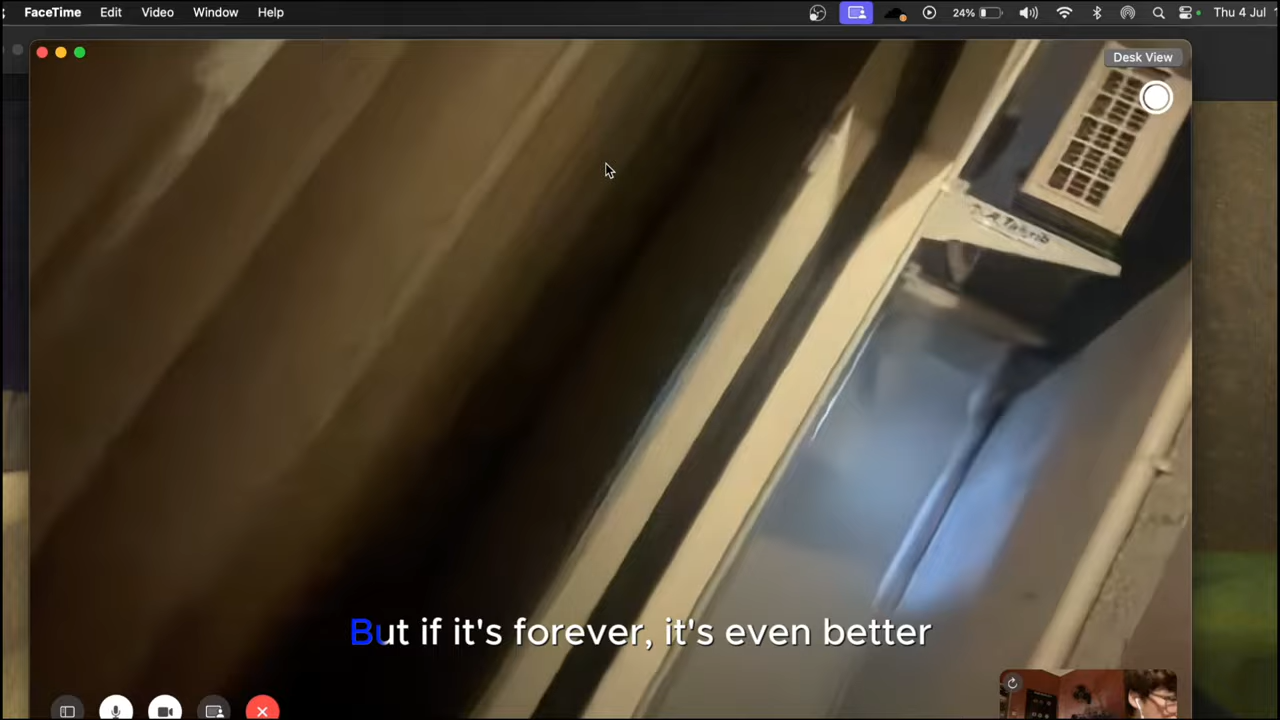 FaceTime Edit Video Window Help 24% Thu 4 Jul
Desk View
But if it's forever, it's even better